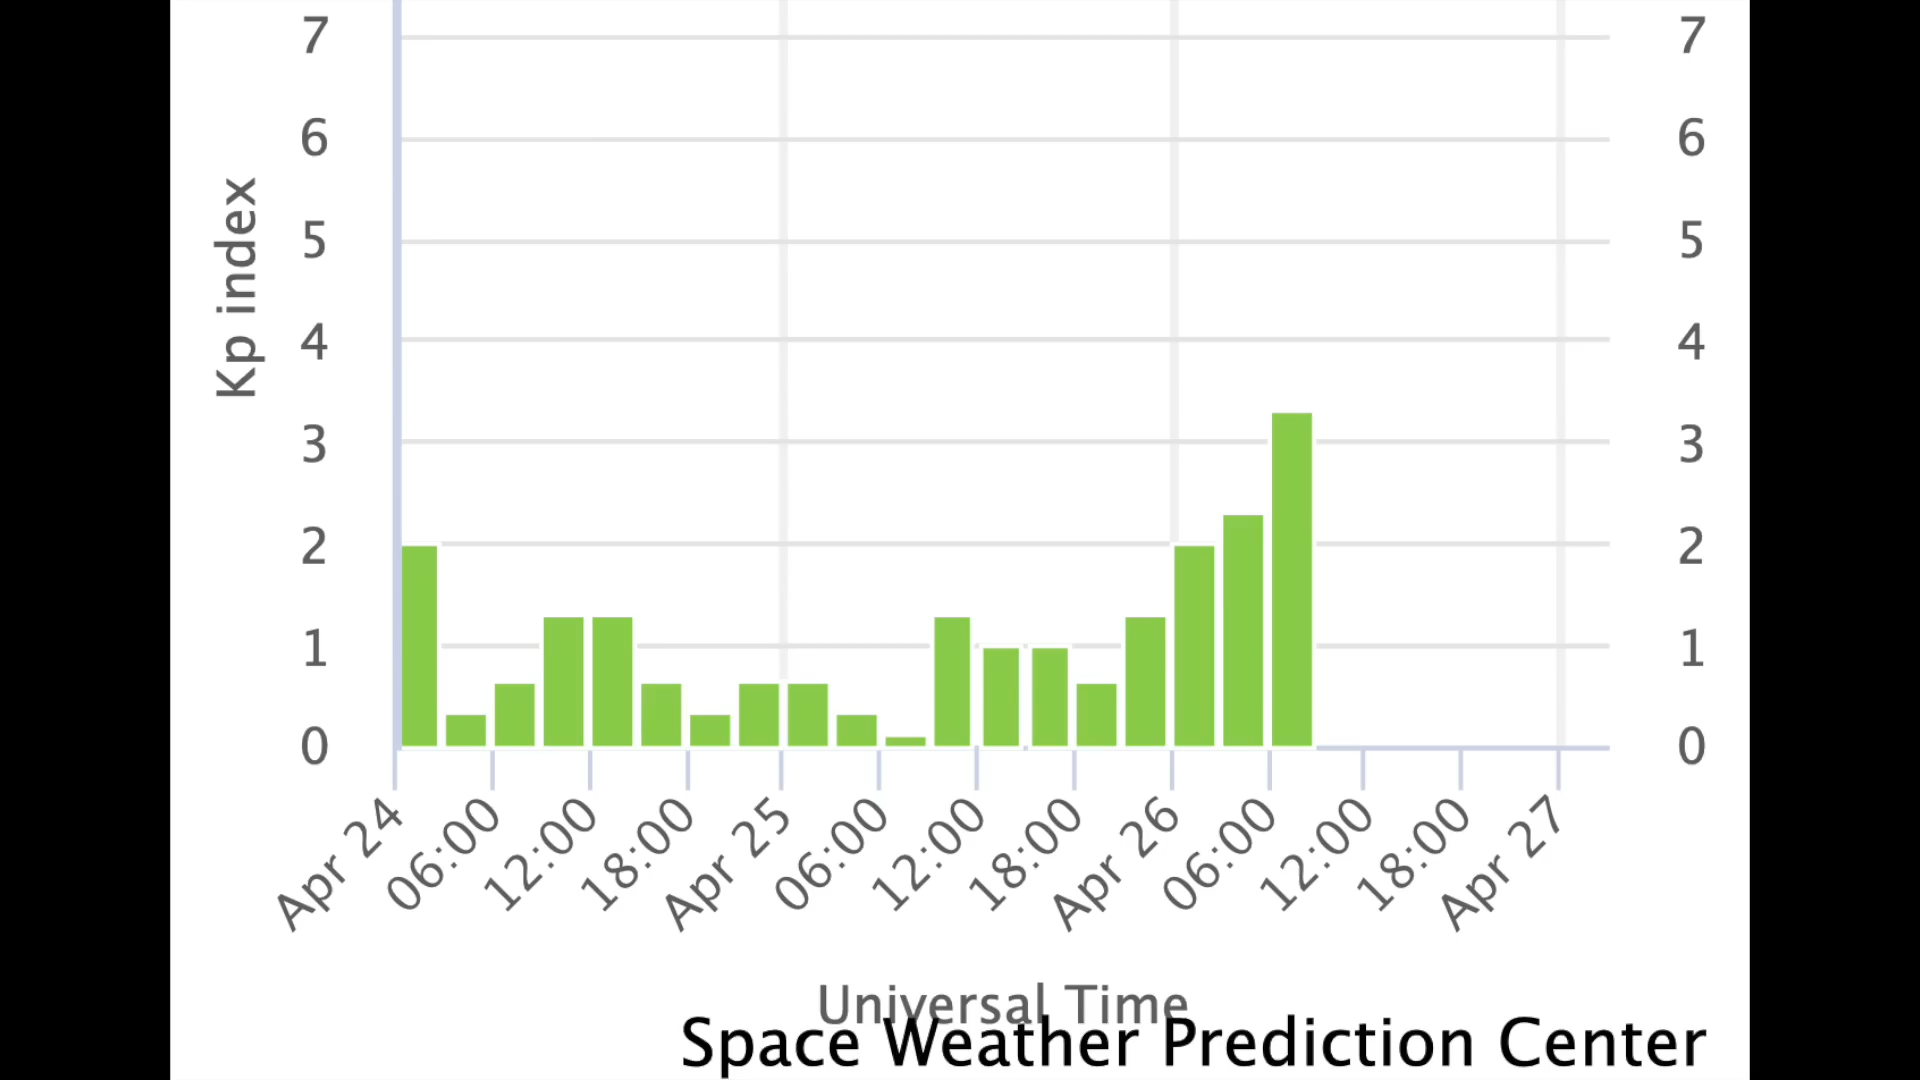 7 7
6 6
5 5
4 4
3 3
2 2
1 1
0 0
Kp index
Apr 24 06:00 12:00 18:00 Apr 25 06:00 12:00 18:00 Apr 26 06:00 12:00 18:00 Apr 27
Universal Time
Space Weather Prediction Center